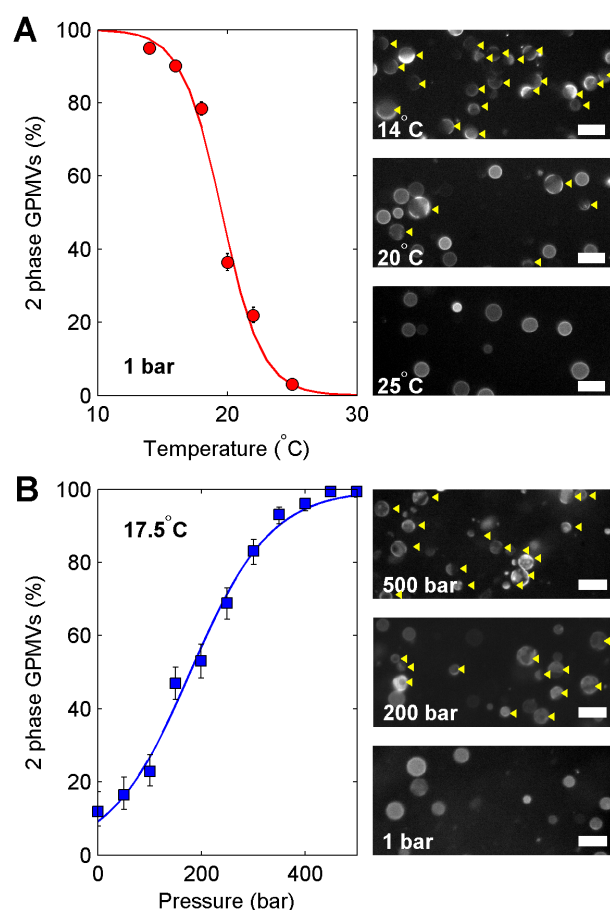 A
100
80
60
40
20
0
2 phase GPMVs (%)
1 bar
10
20
30
Temperature (°C)
14°C
20°C
25°C
B
100
80
60
40
20
0
2 phase GPMVs (%)
17.5°C
0
200
400
Pressure (bar)
500 bar
200 bar
1 bar